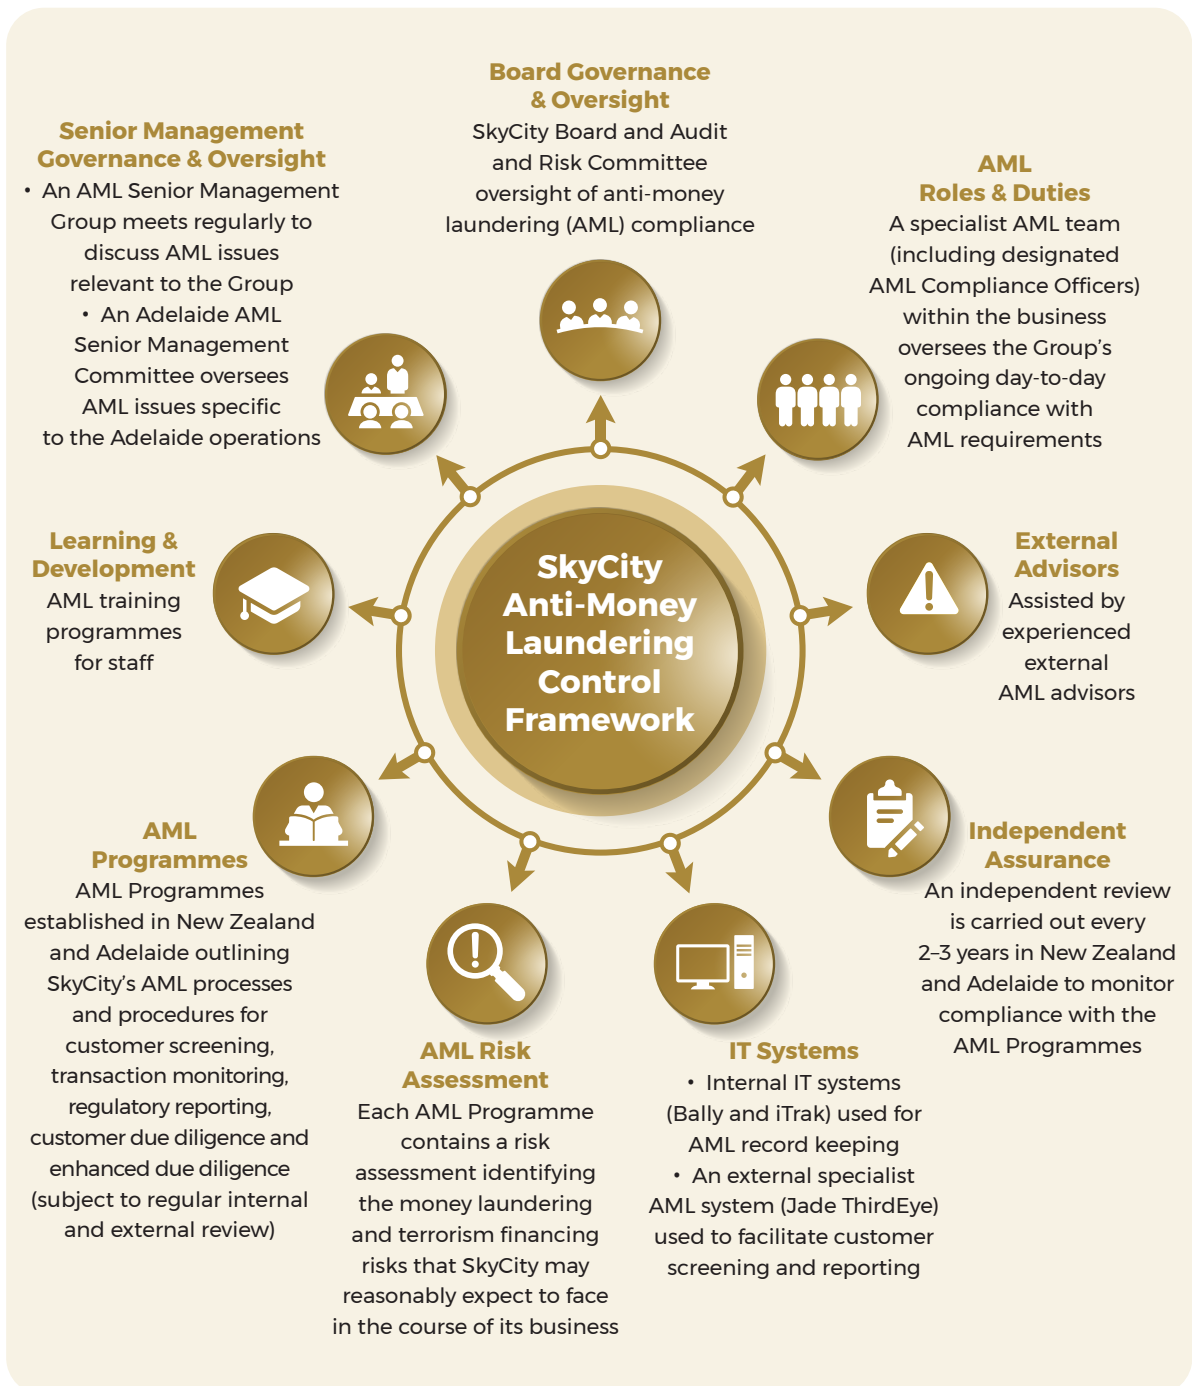 Board Governance
& Oversight
SkyCity Board and Audit
and Risk Committee
oversight of anti-money
laundering (AML) compliance
AML
Roles & Duties
A specialist AML team
(including designated
AML Compliance Officers)
within the business
oversees the Group's
ongoing day-to-day
compliance with
AML requirements
External
Advisors
Assisted by
experienced
external
AML advisors
Independent
Assurance
An independent review
is carried out every
2–3 years in New Zealand
and Adelaide to monitor
compliance with the
AML Programmes
IT Systems
• Internal IT systems
(Bally and iTrak) used for
AML record keeping
• An external specialist
AML system (Jade ThirdEye)
used to facilitate customer
screening and reporting
AML Risk
Assessment
Each AML Programme
contains a risk
assessment identifying
the money laundering
and terrorism financing
risks that SkyCity may
reasonably expect to face
in the course of its business
AML
Programmes
AML Programmes
established in New Zealand
and Adelaide outlining
SkyCity's AML processes
and procedures for
customer screening,
transaction monitoring,
regulatory reporting,
customer due diligence and
enhanced due diligence
(subject to regular internal
and external review)
Learning &
Development
AML training
programmes
for staff
Senior Management
Governance & Oversight
• An AML Senior Management
Group meets regularly to
discuss AML issues
relevant to the Group
• An Adelaide AML
Senior Management
Committee oversees
AML issues specific
to the Adelaide operations
SkyCity
Anti-Money
Laundering
Control
Framework